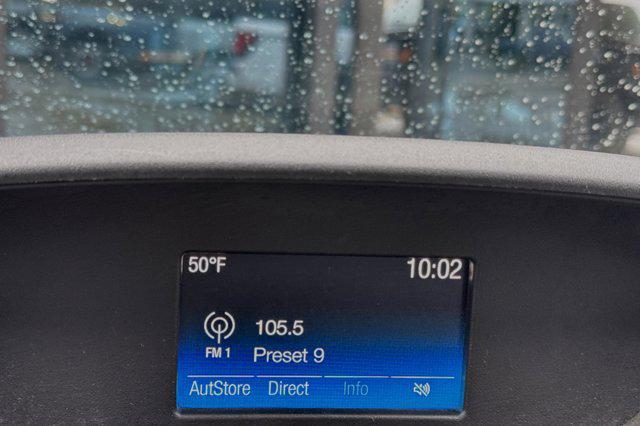 50°F 10:02
105.5
FM 1 Preset 9
AutStore Direct Info